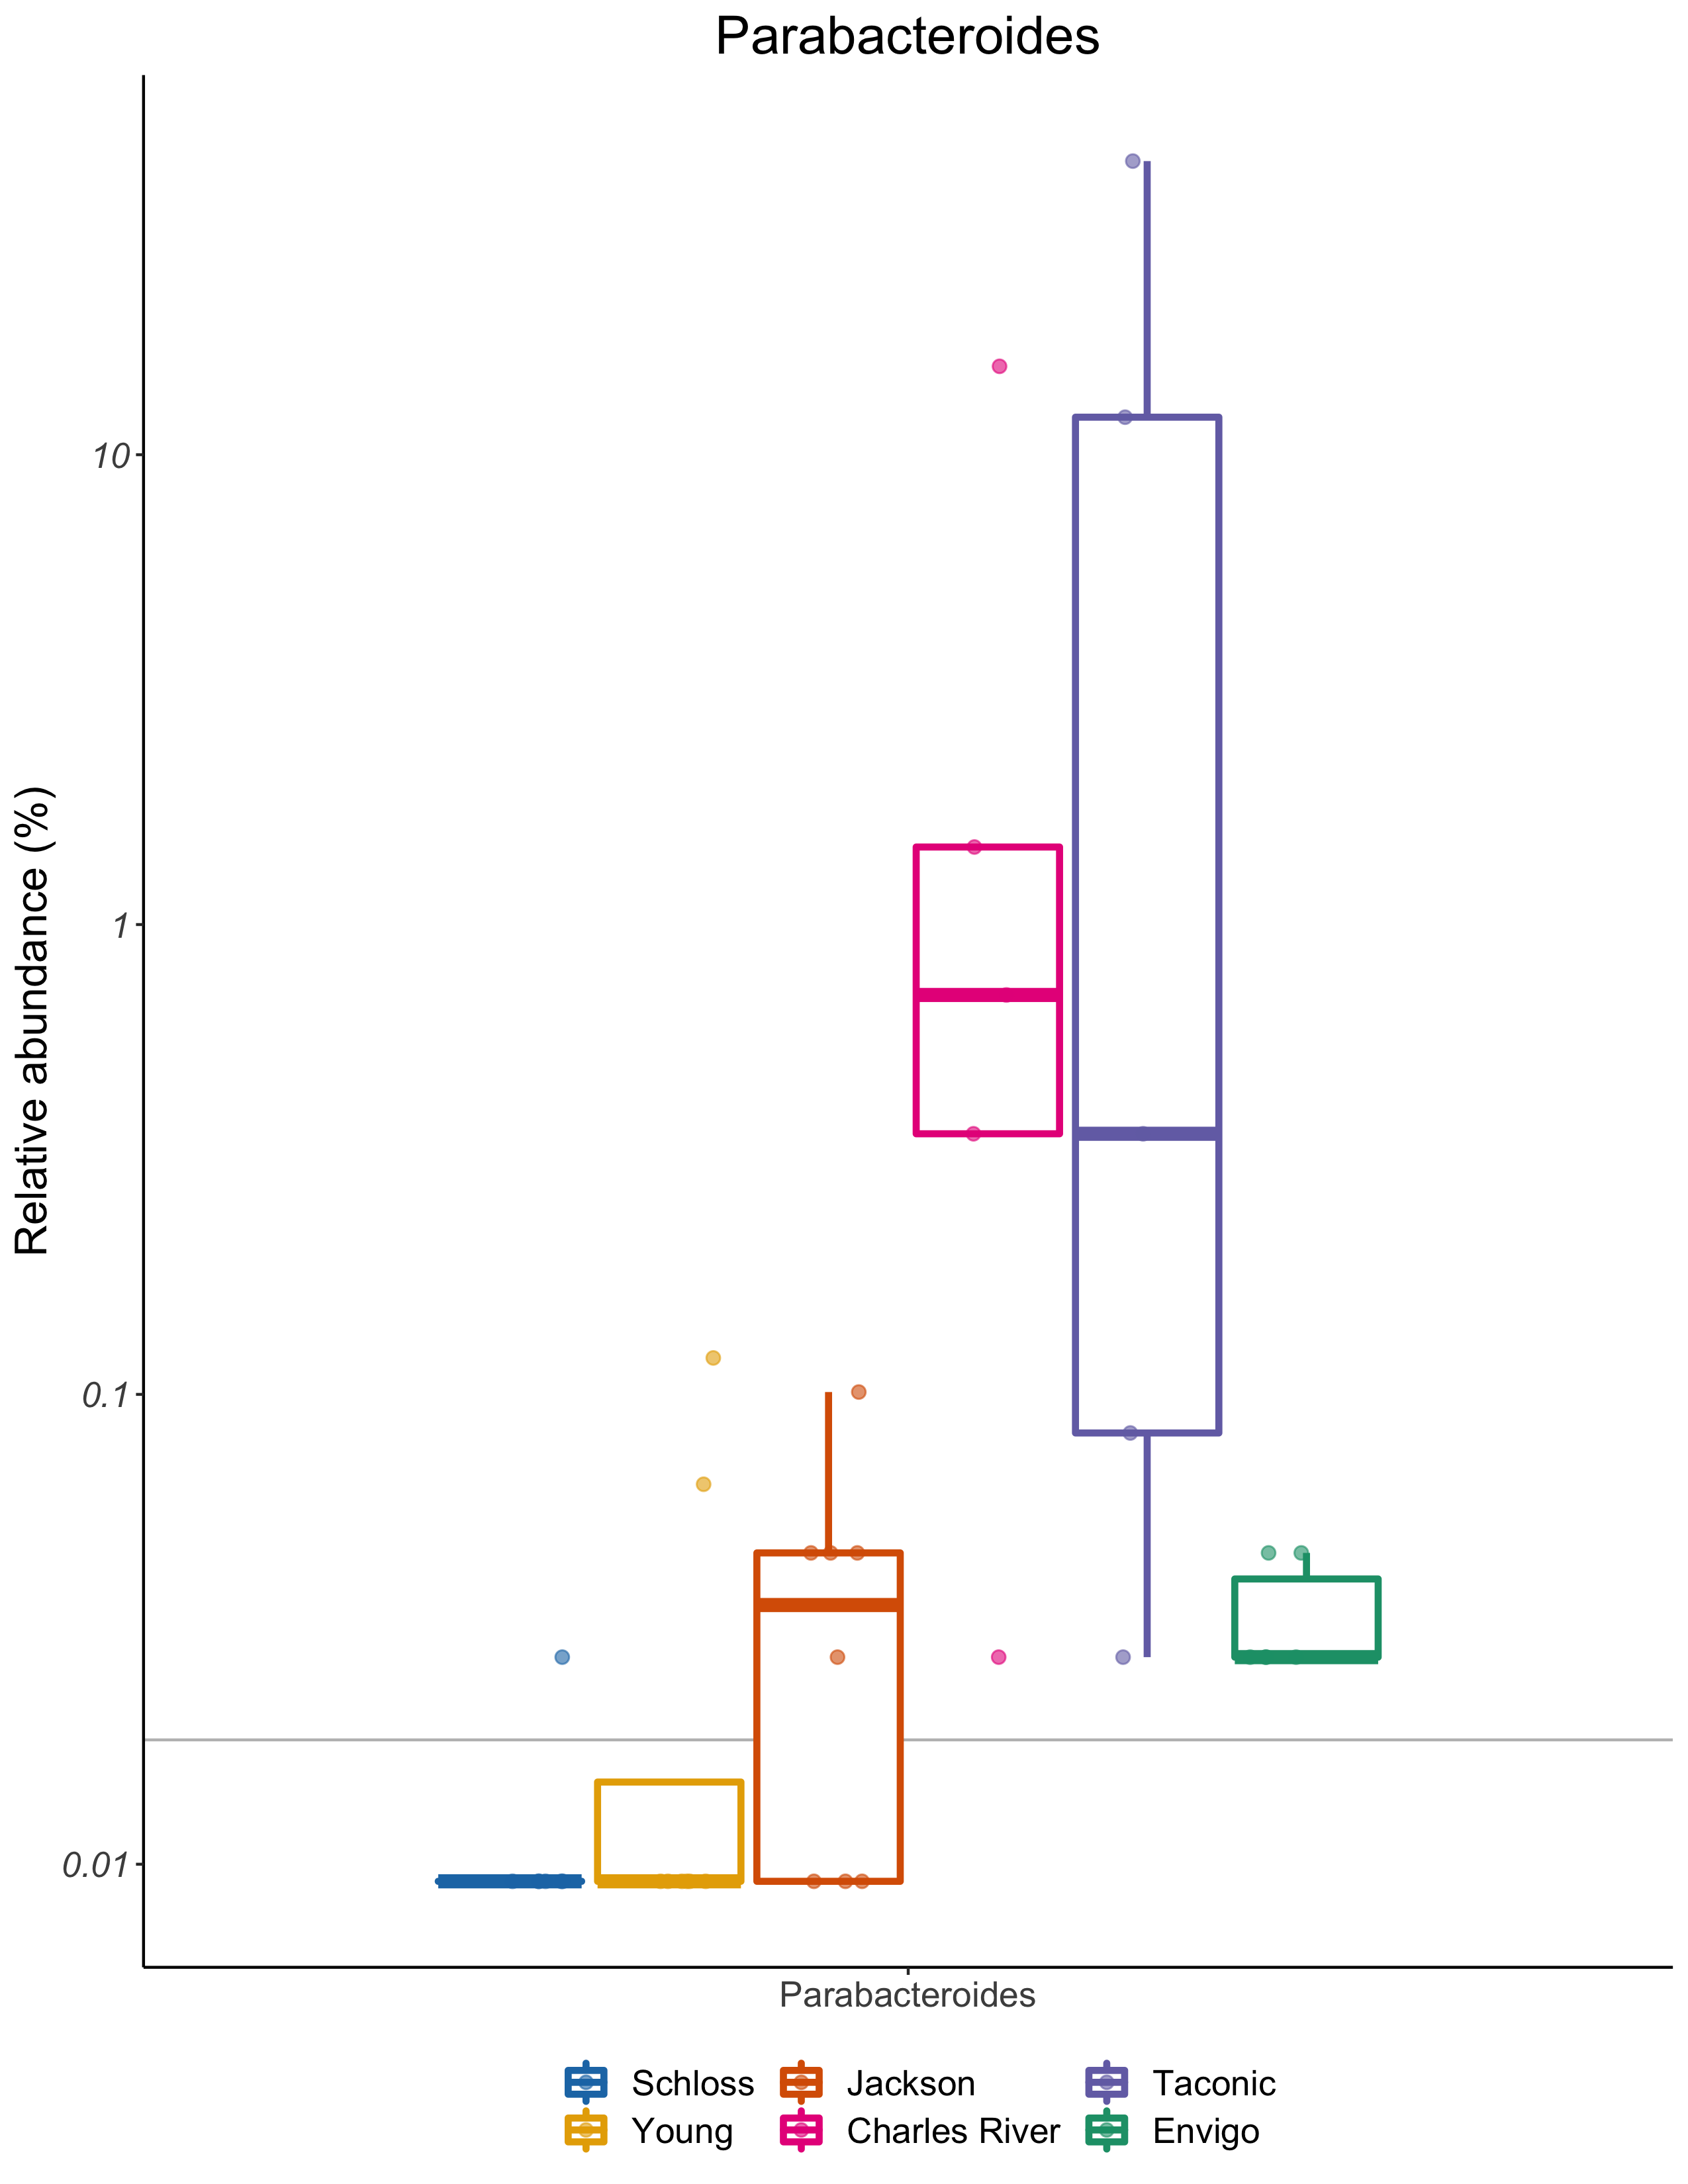 Parabacteroides
Relative abundance (%)
10
1
0.1
0.01
Parabacteroides
Schloss
Jackson
Taconic
Young
Charles River
Envigo